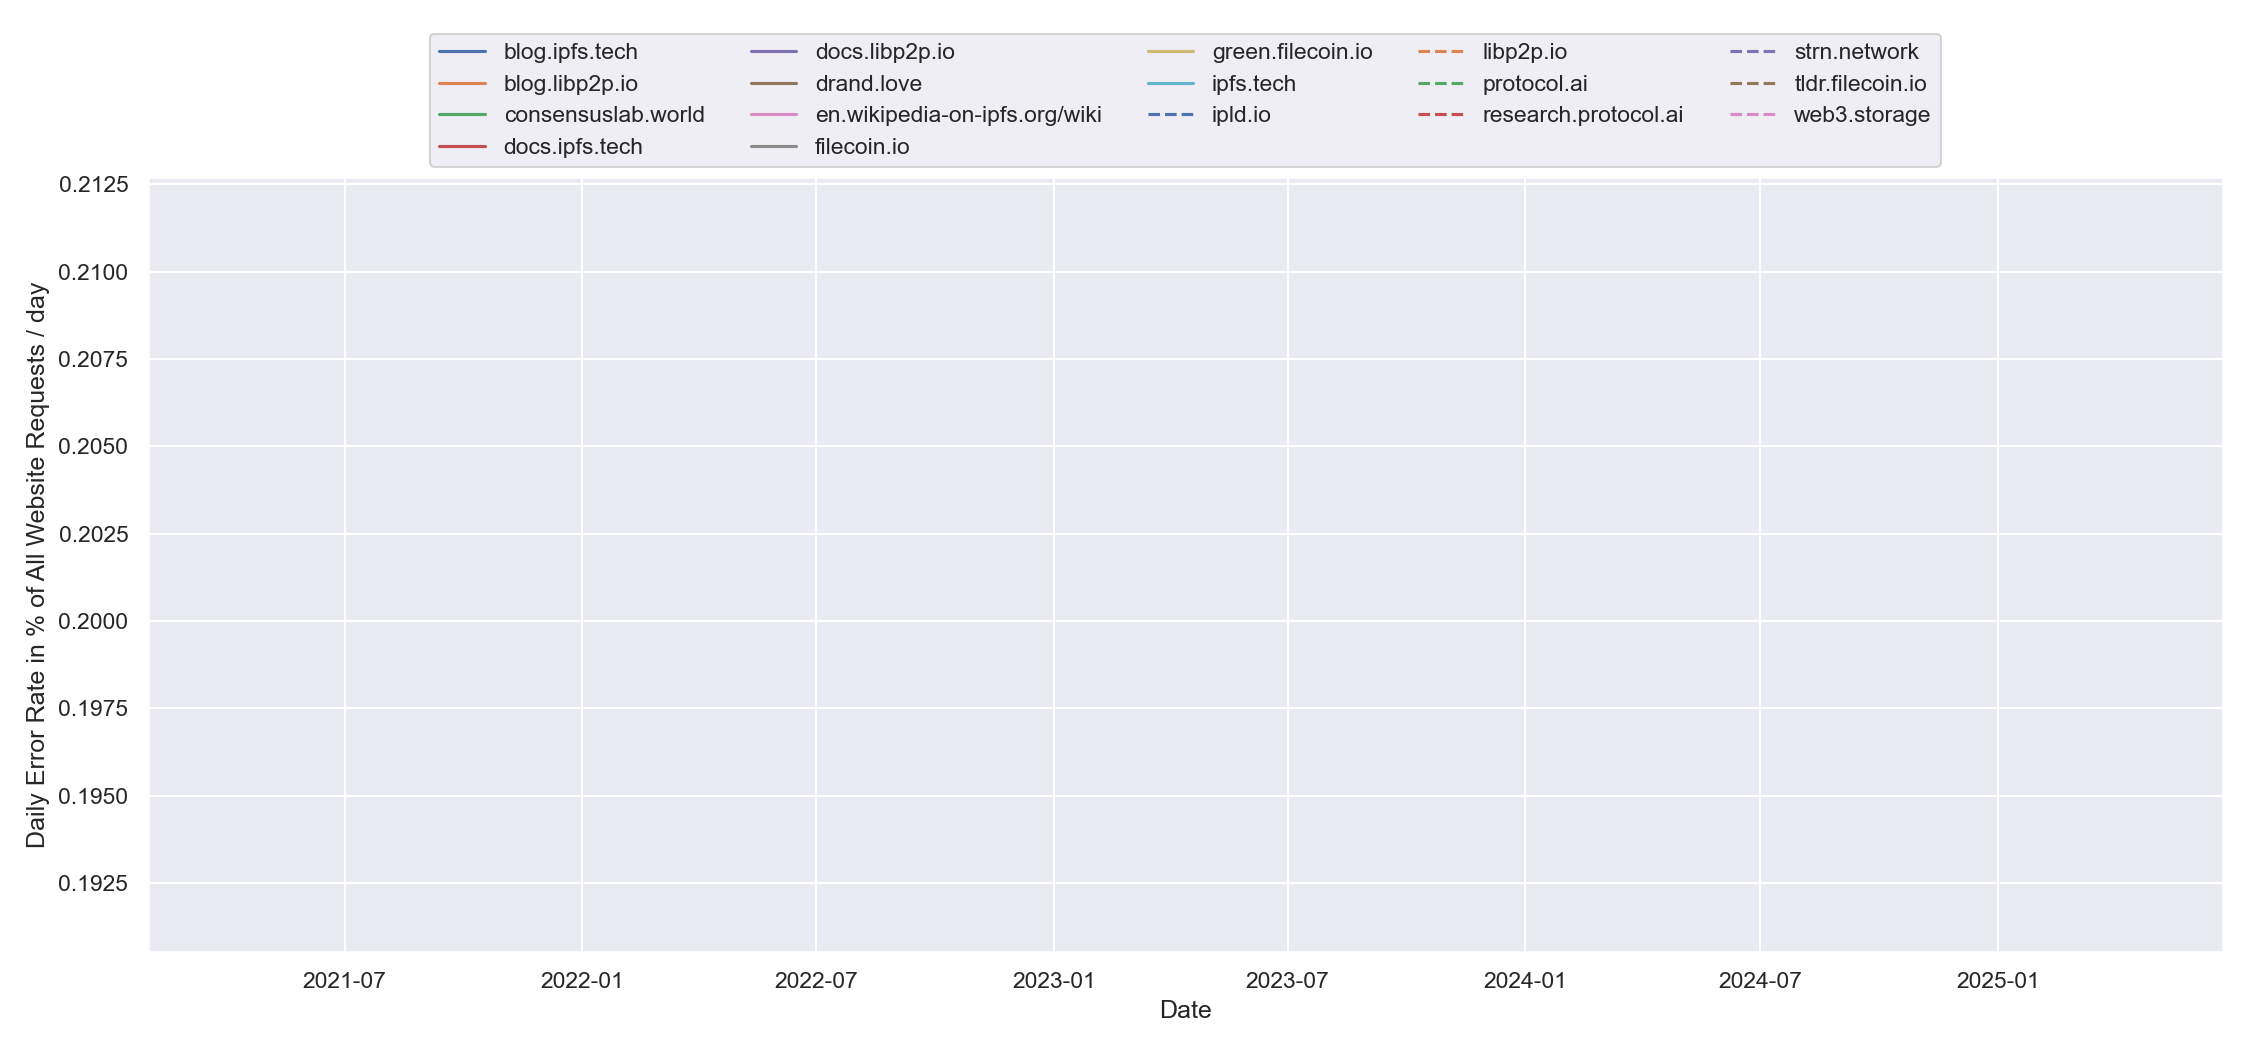 blog.ipfs.tech
blog.libp2p.io
consensuslab.world
docs.ipfs.tech
docs.libp2p.io
drand.love
en.wikipedia-on-ipfs.org/wiki
filecoin.io
green.filecoin.io
ipfs.tech
ipld.io
libp2p.io
protocol.ai
research.protocol.ai
strn.network
tldr.filecoin.io
web3.storage
Daily Error Rate in % of All Website Requests / day
0.2125
0.2100
0.2075
0.2050
0.2025
0.2000
0.1975
0.1950
0.1925
2021-07 2022-01 2022-07 2023-01 2023-07 2024-01 2024-07 2025-01
Date